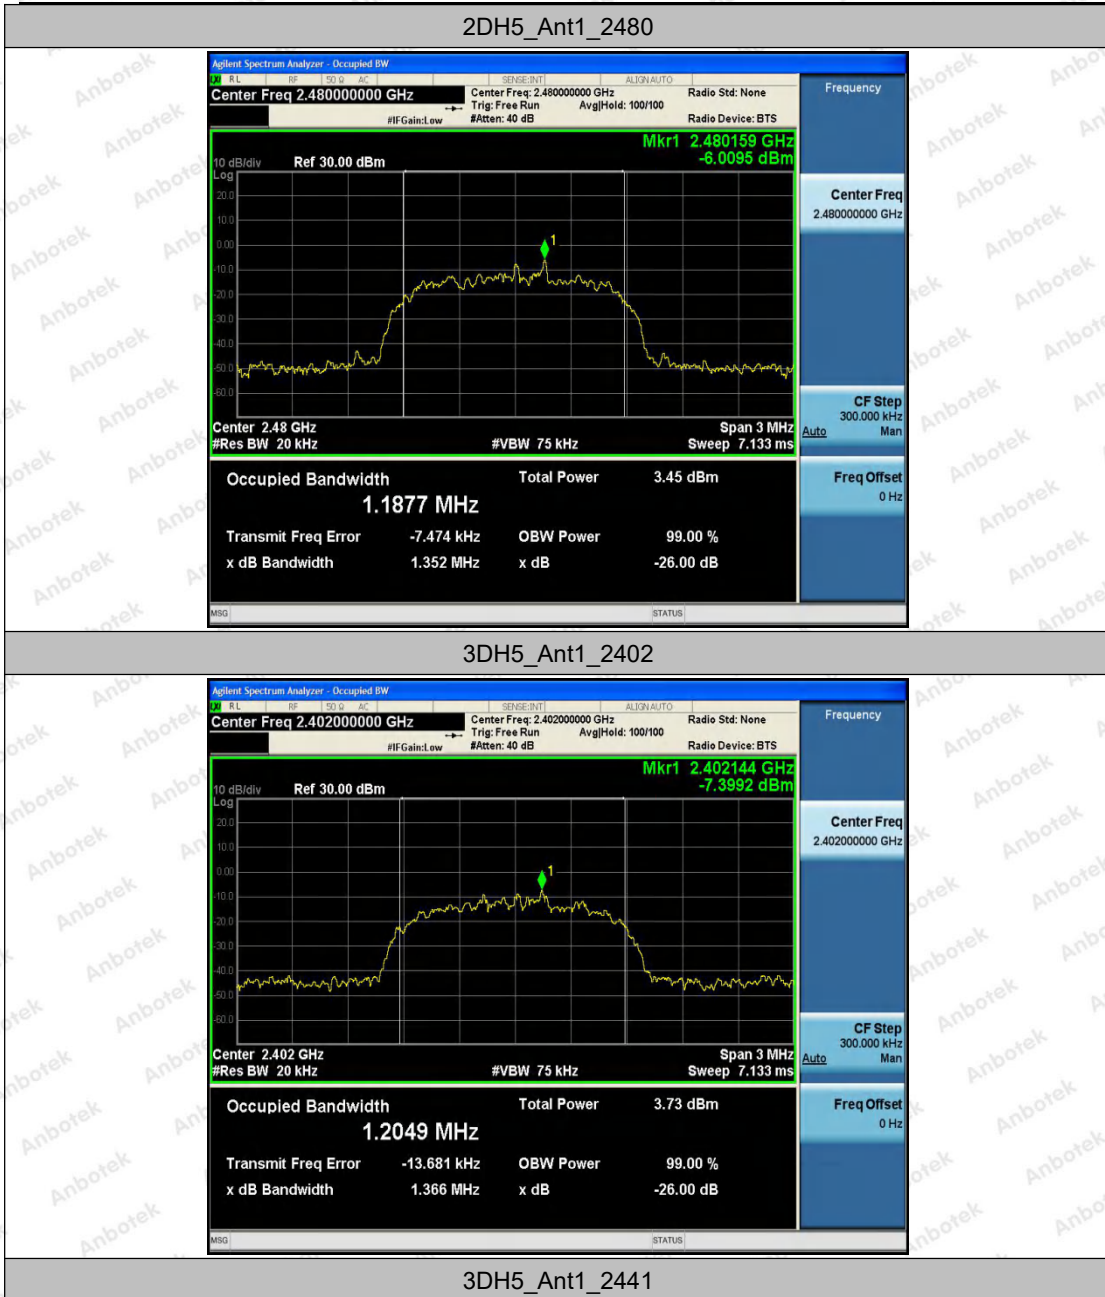 2DH5_Ant1_2480
Agilent Spectrum Analyzer - Occupied BW
RL RF 50 Ω AC SENSE:INT ALIGN AUTO
Center Freq 2.480000000 GHz
Center Freq: 2.480000000 GHz
Radio Std: None
Trig: Free Run Avg|Hold: 100/100
#IFGain:Low #Atten: 40 dB Radio Device: BTS
Mkr1 2.480159 GHz
-6.0095 dBm
10 dB/div Ref 30.00 dBm
Log
20.0
10.0
0.00
-10.0
-20.0
-30.0
-40.0
-50.0
-60.0
1
Center 2.48 GHz Span 3 MHz
#Res BW 20 kHz #VBW 75 kHz Sweep 7.133 ms
Occupied Bandwidth Total Power 3.45 dBm
1.1877 MHz
Transmit Freq Error -7.474 kHz OBW Power 99.00 %
x dB Bandwidth 1.352 MHz x dB -26.00 dB
MSG STATUS
Frequency
Center Freq
2.480000000 GHz
CF Step
300.000 kHz
Auto Man
Freq Offset
0 Hz
3DH5_Ant1_2402
Agilent Spectrum Analyzer - Occupied BW
RL RF 50 Ω AC SENSE:INT ALIGN AUTO
Center Freq 2.402000000 GHz
Center Freq: 2.402000000 GHz
Radio Std: None
Trig: Free Run Avg|Hold: 100/100
#IFGain:Low #Atten: 40 dB Radio Device: BTS
Mkr1 2.402144 GHz
-7.3992 dBm
10 dB/div Ref 30.00 dBm
Log
20.0
10.0
0.00
-10.0
-20.0
-30.0
-40.0
-50.0
-60.0
1
Center 2.402 GHz Span 3 MHz
#Res BW 20 kHz #VBW 75 kHz Sweep 7.133 ms
Occupied Bandwidth Total Power 3.73 dBm
1.2049 MHz
Transmit Freq Error -13.681 kHz OBW Power 99.00 %
x dB Bandwidth 1.366 MHz x dB -26.00 dB
MSG STATUS
Frequency
Center Freq
2.402000000 GHz
CF Step
300.000 kHz
Auto Man
Freq Offset
0 Hz
3DH5_Ant1_2441